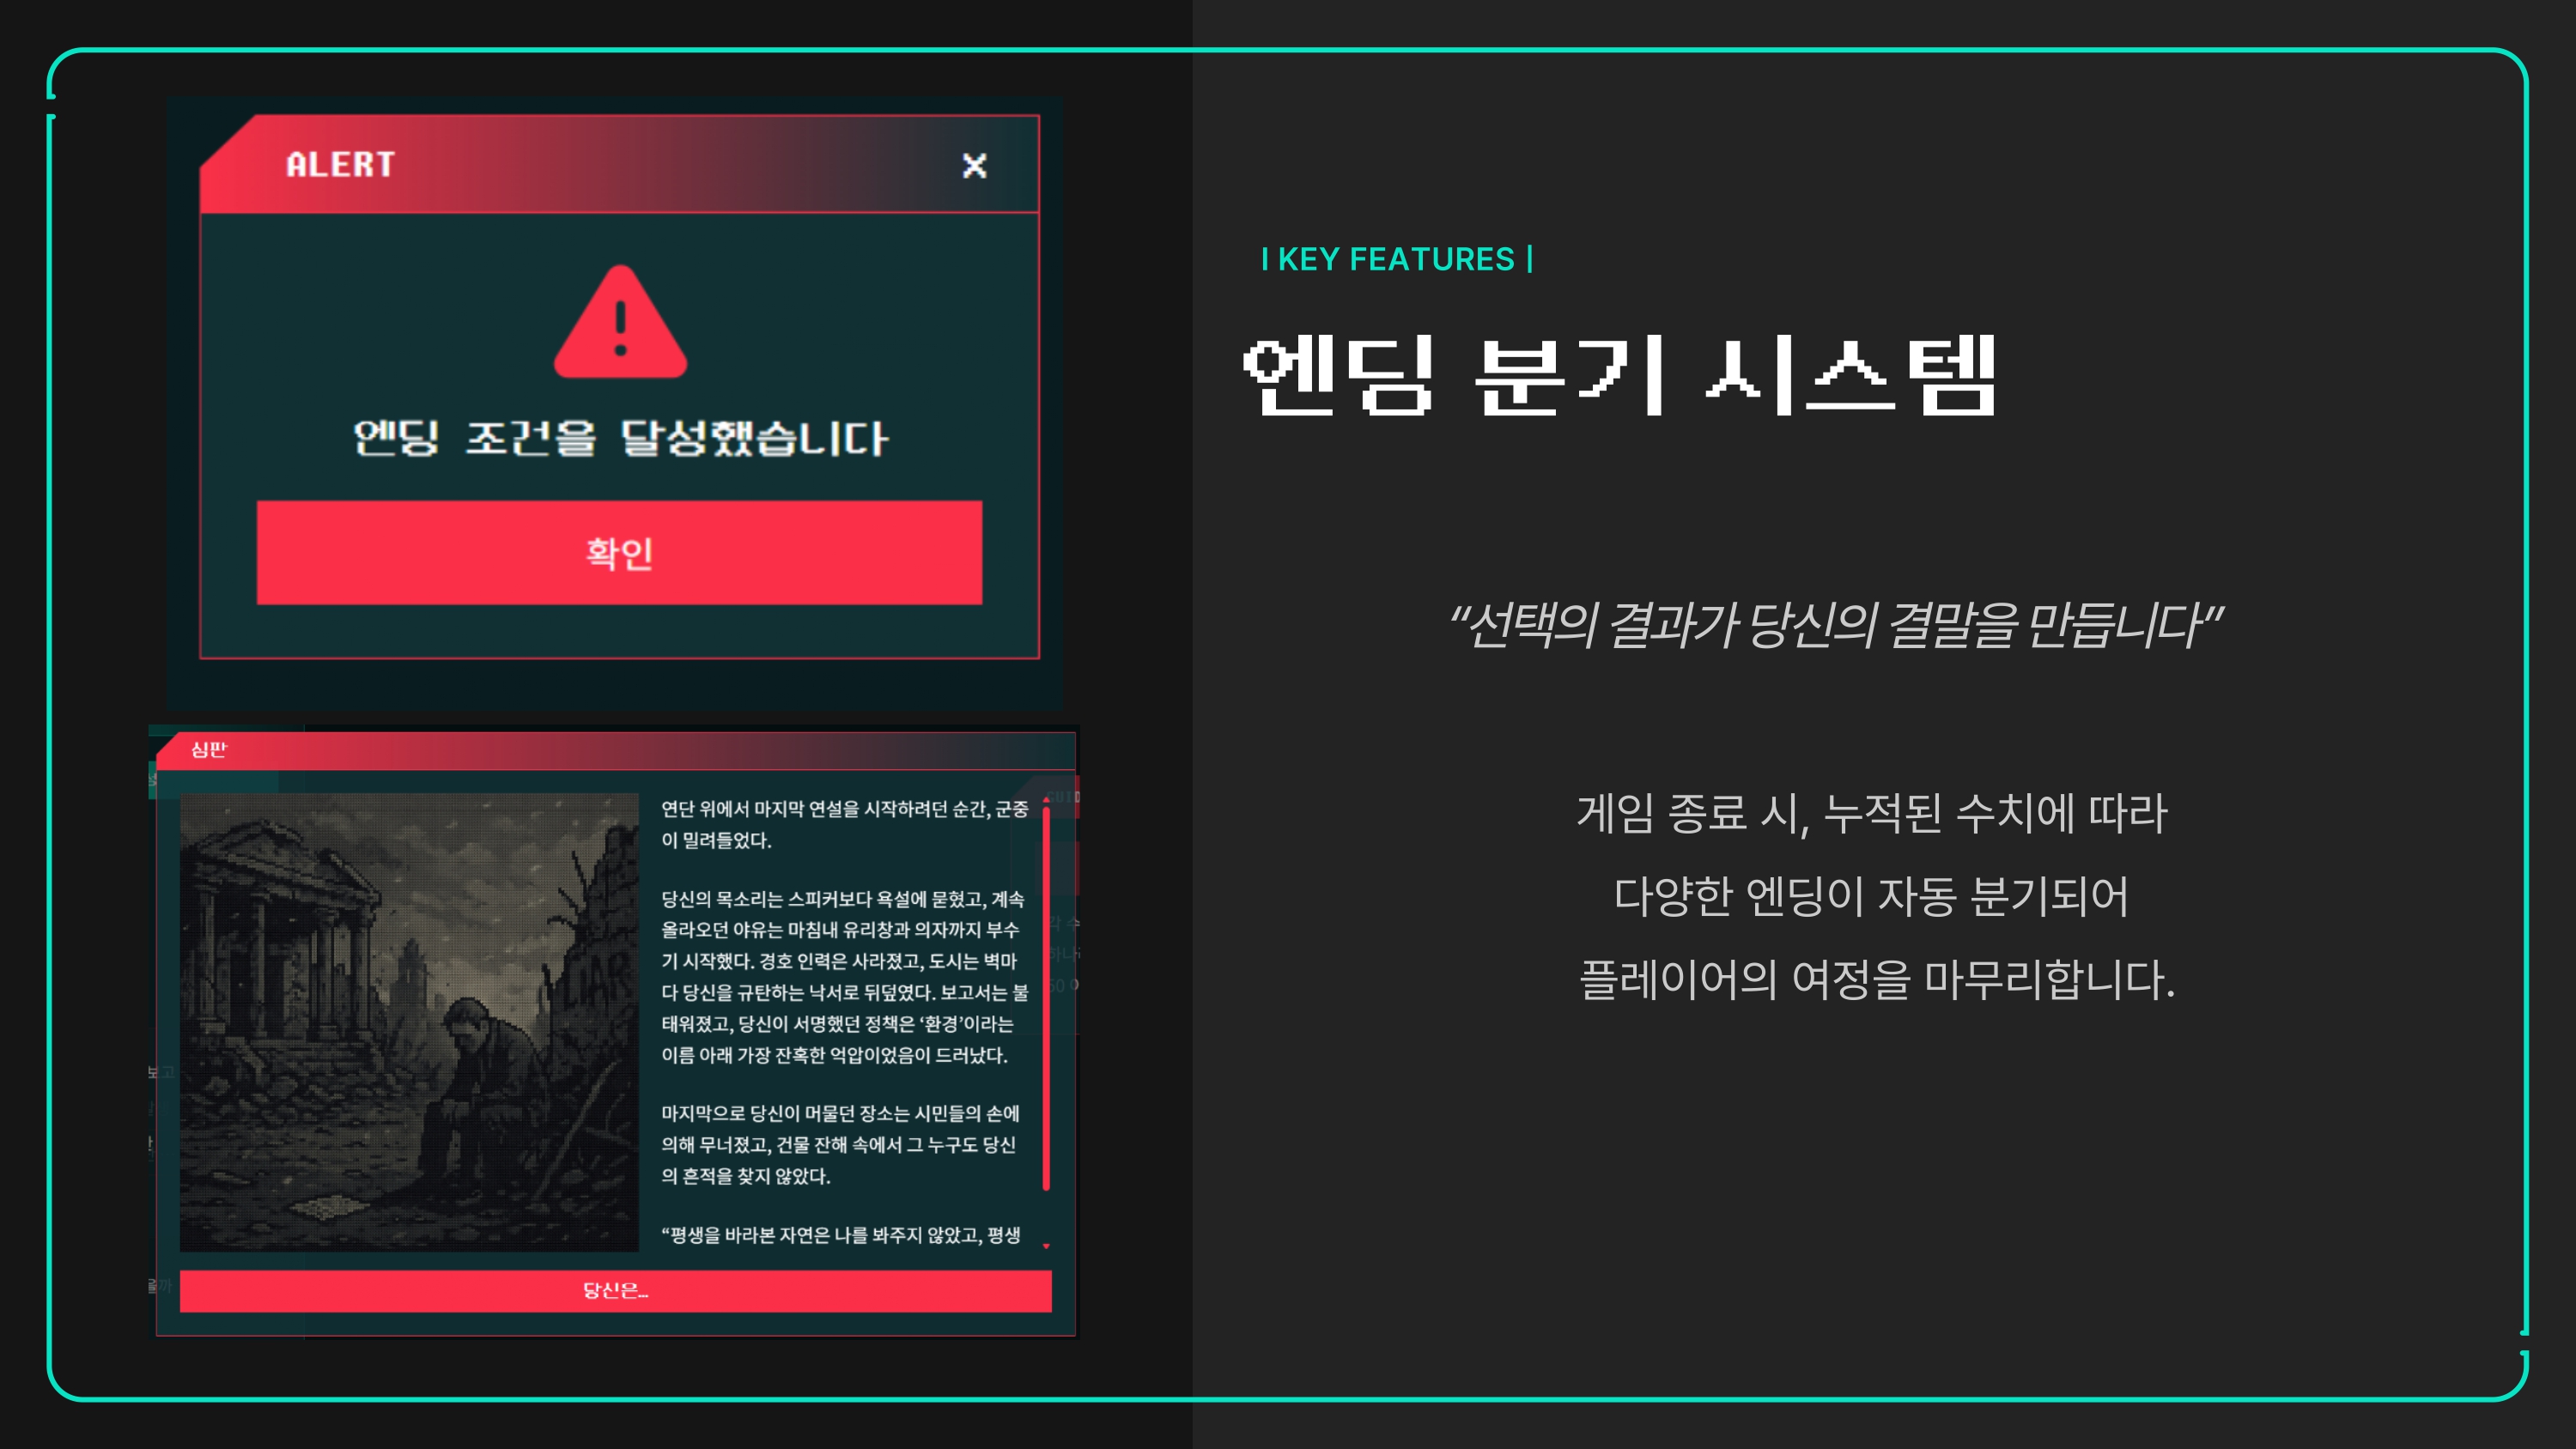 ALERT
X
엔딩 조건을 달성했습니다
확인
심판
연단 위에서 마지막 연설을 시작하려던 순간, 군중
이 밀려들었다.
당신의 목소리는 스피커보다 욕설에 묻혔고, 계속
올라오던 야유는 마침내 유리창과 의자까지 부수
기 시작했다. 경호 인력은 사라졌고, 도시는 벽마
다 당신을 규탄하는 낙서로 뒤덮였다. 보고서는 불
태워졌고, 당신이 서명했던 정책은 ‘환경’이라는
이름 아래 가장 잔혹한 억압이었음이 드러났다.
마지막으로 당신이 머물던 장소는 시민들의 손에
의해 무너졌고, 건물 잔해 속에서 그 누구도 당신
의 흔적을 찾지 않았다.
“평생을 바라본 자연은 나를 봐주지 않았고, 평생
당신은...
LIARS
| KEY FEATURES |
엔딩 분기 시스템
“선택의 결과가 당신의 결말을 만듭니다”
게임 종료 시, 누적된 수치에 따라
다양한 엔딩이 자동 분기되어
플레이어의 여정을 마무리합니다.